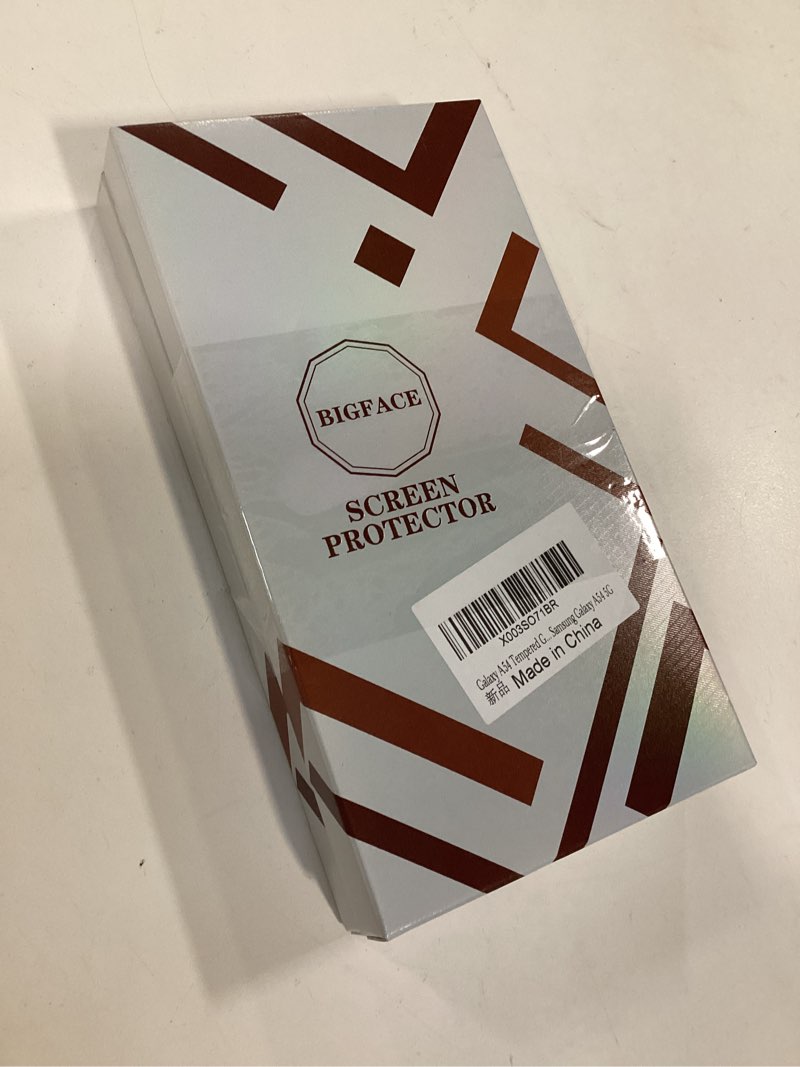 BIGFACE
SCREEN
PROTECTOR
X003SO71BR
Galaxy A54 Tempered G... Samsung Galaxy A54 5G
新品 Made in China